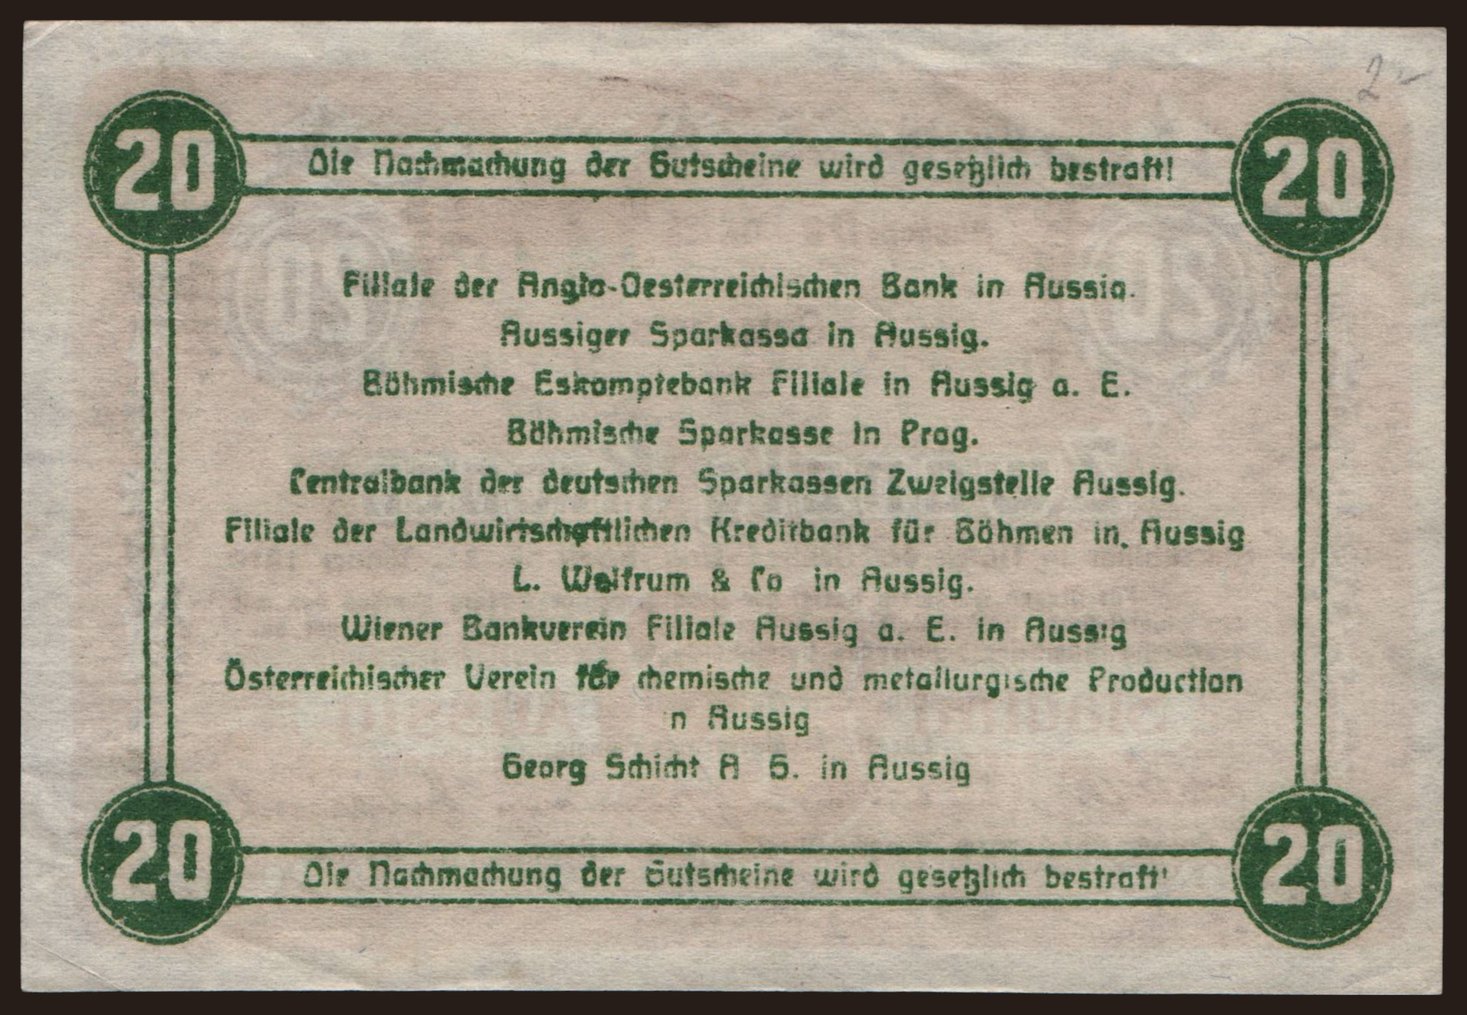 2
20 Die Nachmachung der Gutscheine wird gesetzlich bestraft! 20
Filiale der Anglo-Oesterreichischen Bank in Aussig.
Aussiger Sparkassa in Aussig.
Böhmische Eskomptebank Filiale in Aussig a. E.
Böhmische Sparkasse in Prag.
Centralbank der deutschen Sparkassen Zweigstelle Aussig.
Filiale der Landwirtschaftlichen Kreditbank für Böhmen in Aussig
L. Wolfrum & Co in Aussig.
Wiener Bankverein Filiale Aussig a. E. in Aussig
Österreichischer Verein für chemische und metallurgische Production
in Aussig
Georg Schicht A G. in Aussig
20 Die Nachmachung der Gutscheine wird gesetzlich bestraft! 20